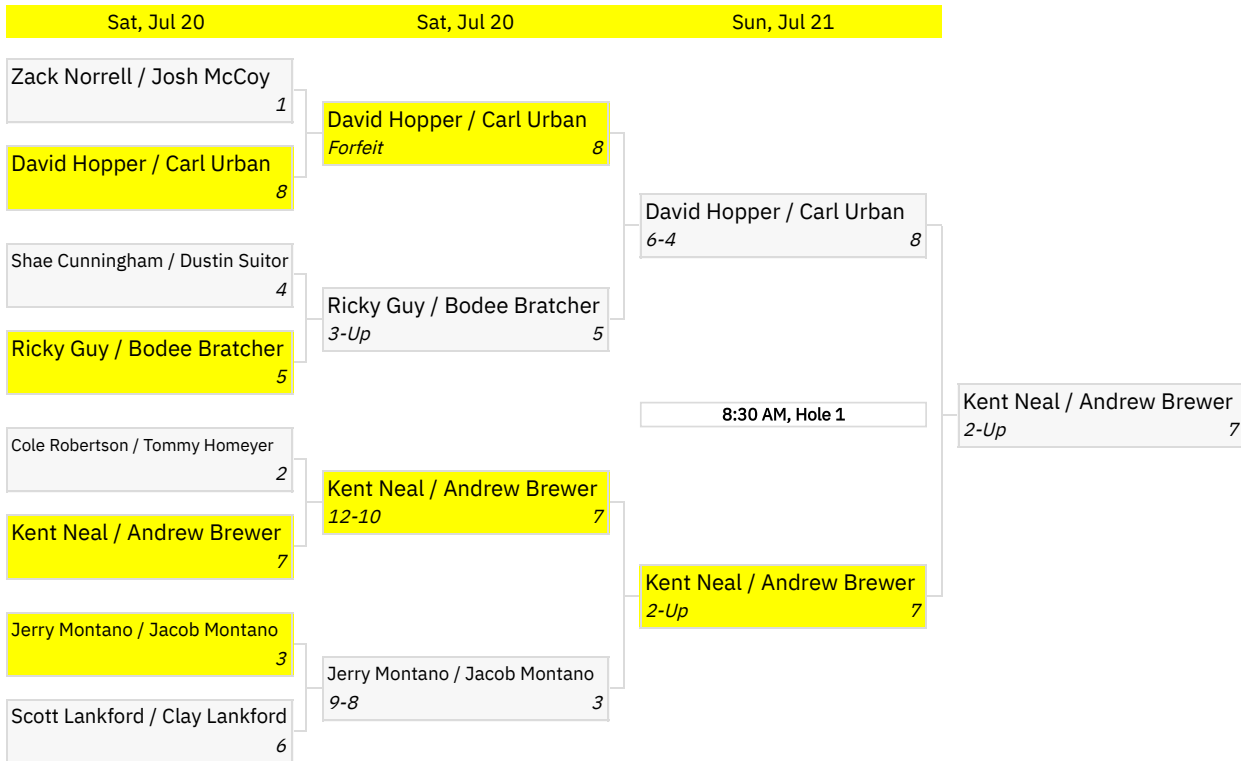 Sat, Jul 20
Sat, Jul 20
Sun, Jul 21
Zack Norrell / Josh McCoy
1
David Hopper / Carl Urban
8
Shae Cunningham / Dustin Suitor
4
Ricky Guy / Bodee Bratcher
5
Cole Robertson / Tommy Homeyer
2
Kent Neal / Andrew Brewer
7
Jerry Montano / Jacob Montano
3
Scott Lankford / Clay Lankford
6
David Hopper / Carl Urban
Forfeit 8
Ricky Guy / Bodee Bratcher
3-Up 5
Kent Neal / Andrew Brewer
12-10 7
Jerry Montano / Jacob Montano
9-8 3
David Hopper / Carl Urban
6-4 8
8:30 AM, Hole 1
Kent Neal / Andrew Brewer
2-Up 7
Kent Neal / Andrew Brewer
2-Up 7